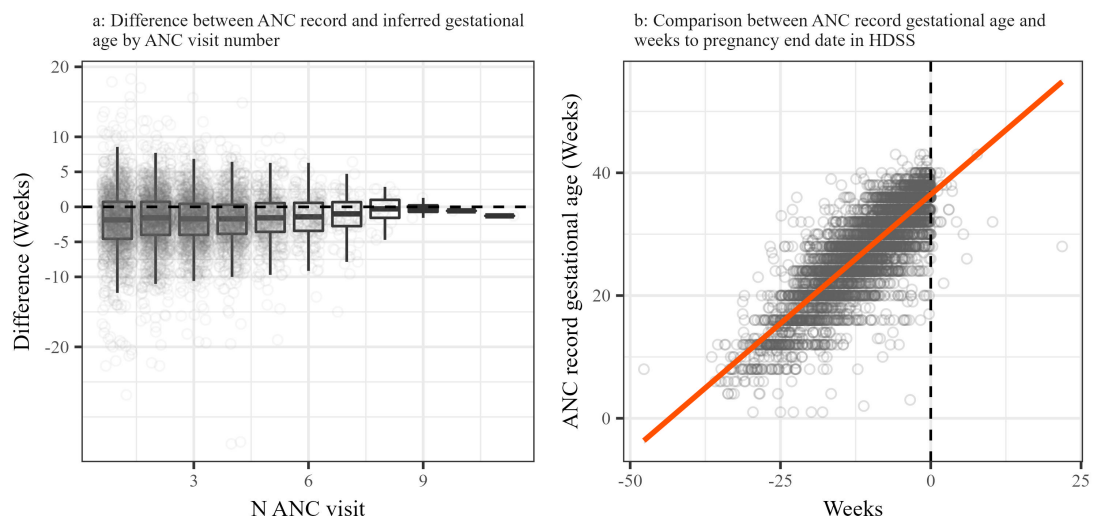 a: Difference between ANC record and inferred gestational
age by ANC visit number
20
10
5
0
-5
-10
-20
Difference (Weeks)
3
6
9
N ANC visit
b: Comparison between ANC record gestational age and
weeks to pregnancy end date in HDSS
40
20
0
ANC record gestational age (Weeks)
-50
-25
0
25
Weeks